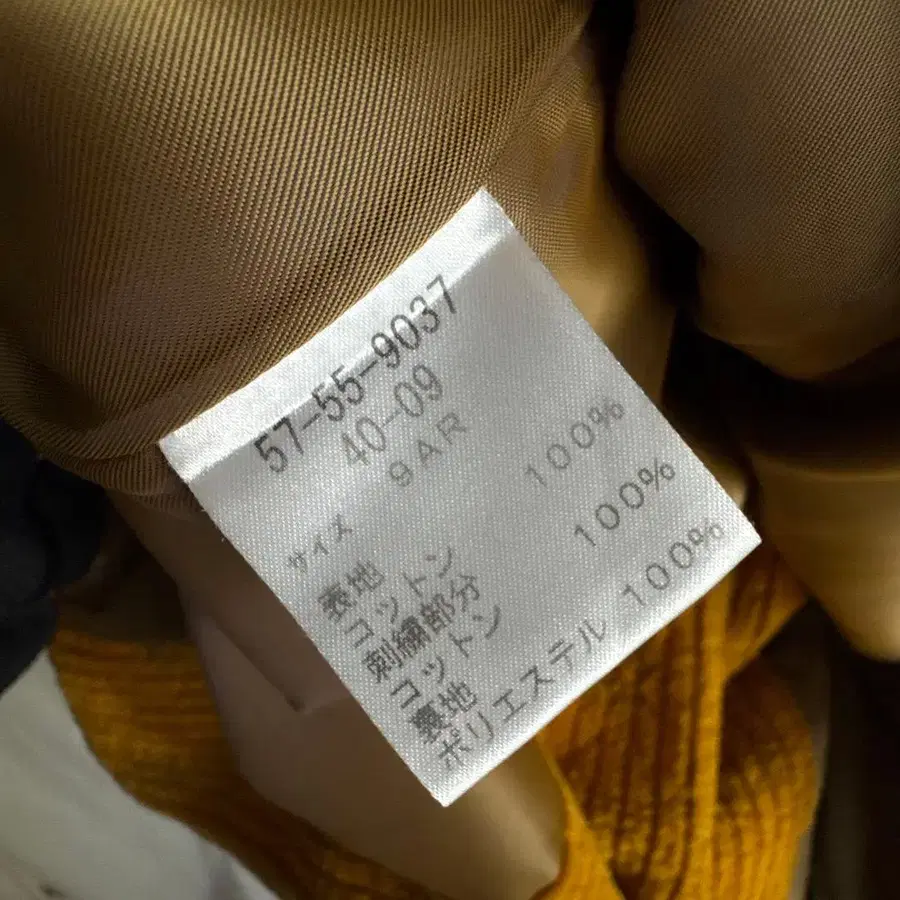 57-55-9037
40-09
サイズ 9AR
表地
コットン 100%
刺繍部分
コットン 100%
裏地
ポリエステル 100%